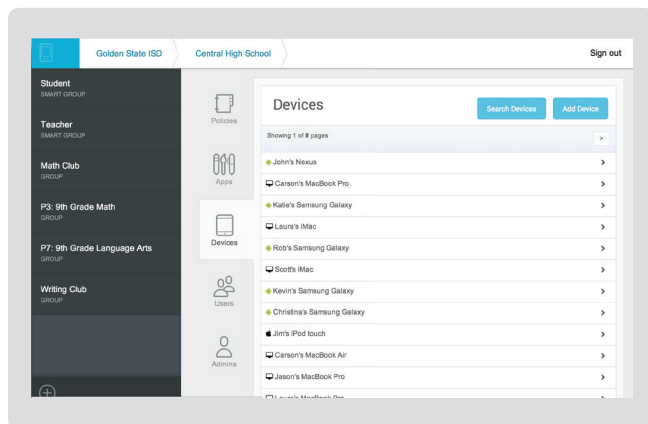 Golden State ISD
Central High School
Sign out
Student
SMART GROUP
Teacher
SMART GROUP
Math Club
GROUP
P3: 9th Grade Math
GROUP
P7: 9th Grade Language Arts
GROUP
Writing Club
GROUP
Policies
Apps
Devices
Users
Admins
Devices
Search Devices
Add Device
Showing 1 of 8 pages
>
John's Nexus
Carson's MacBook Pro
Katie's Samsung Galaxy
Laura's iMac
Rob's Samsung Galaxy
Scott's iMac
Kevin's Samsung Galaxy
Christina's Samsung Galaxy
Jim's iPod touch
Carson's MacBook Air
Jason's MacBook Pro
Laura's MacBook Pro